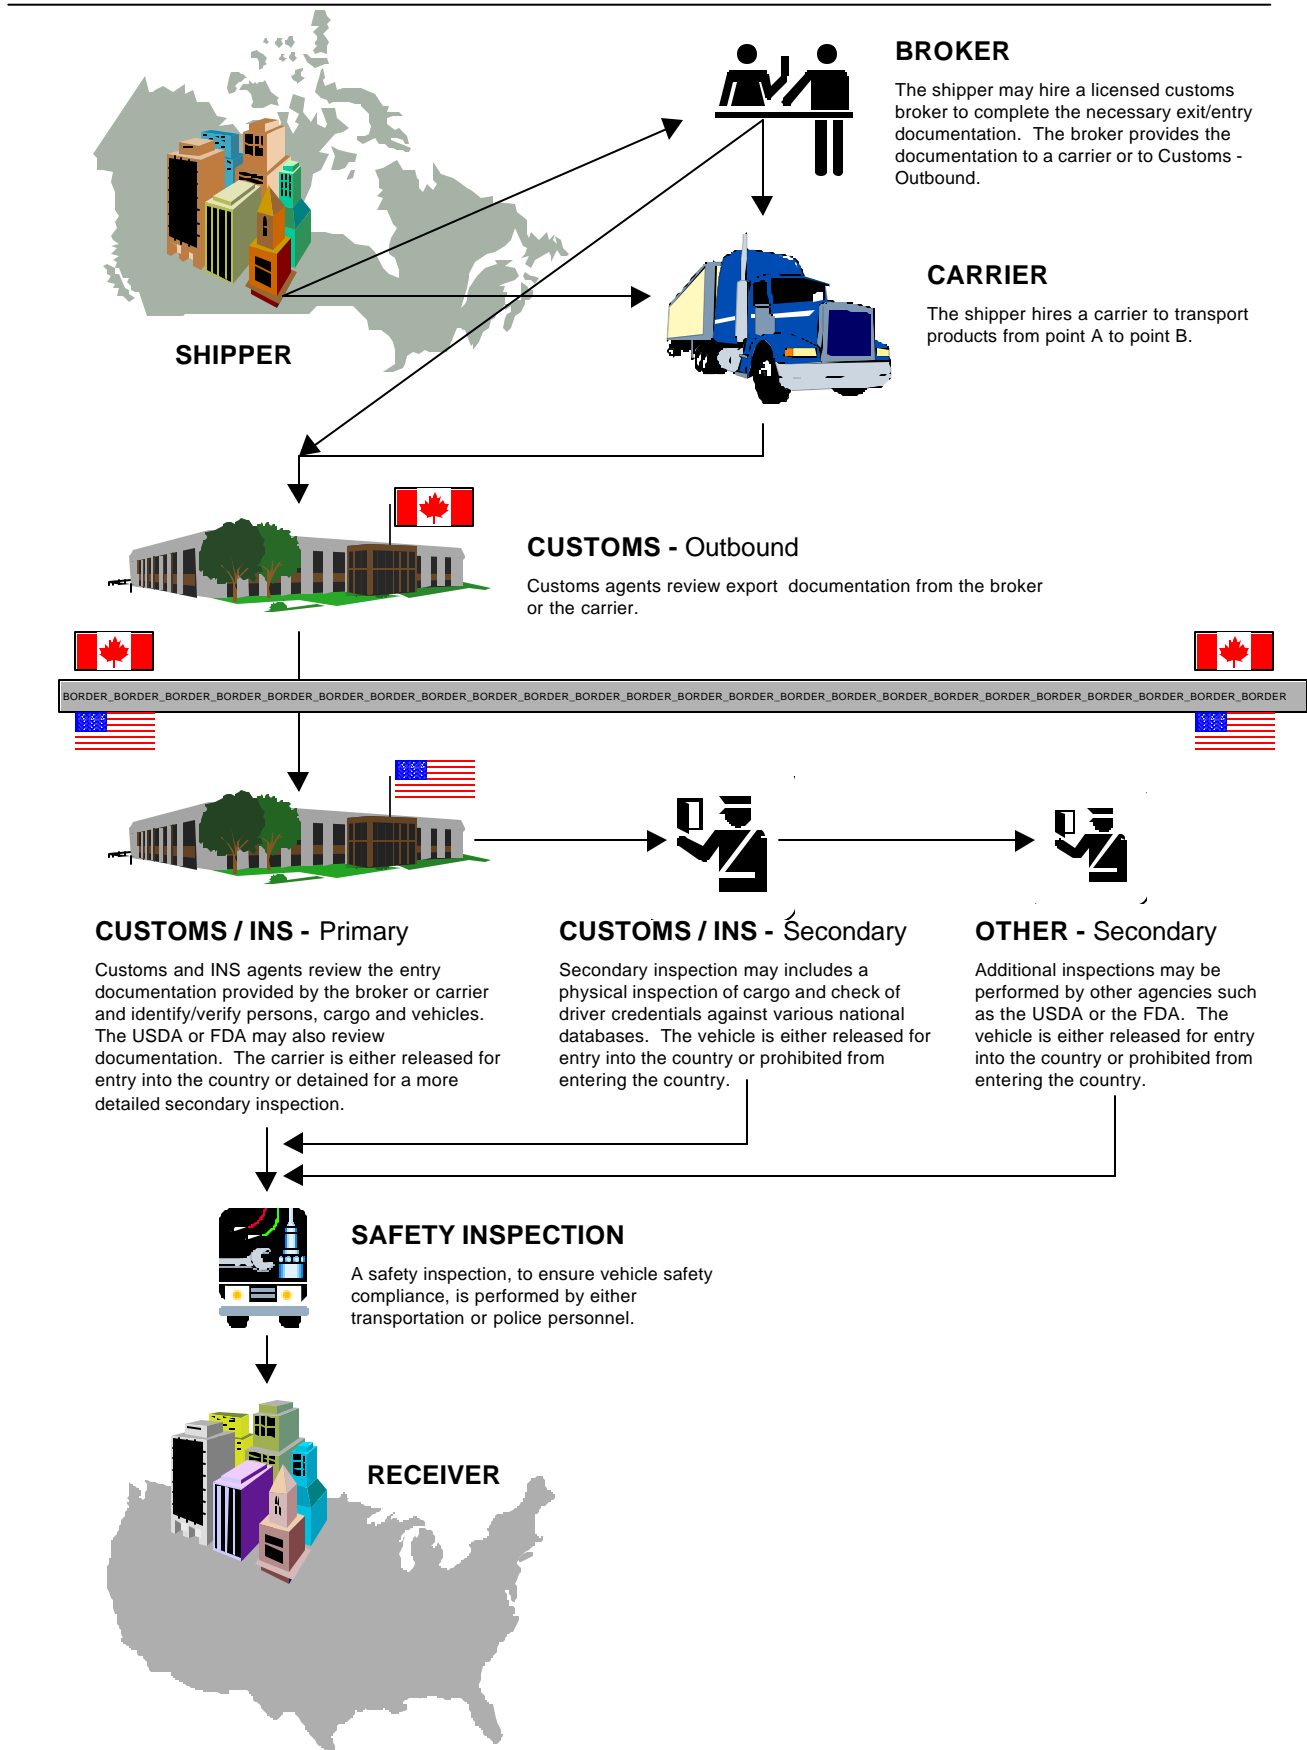 BROKER
The shipper may hire a licensed customs
broker to complete the necessary exit/entry
documentation. The broker provides the
documentation to a carrier or to Customs -
Outbound.
CARRIER
The shipper hires a carrier to transport
products from point A to point B.
SHIPPER
CUSTOMS - Outbound
Customs agents review export documentation from the broker
or the carrier.
BORDER_BORDER_BORDER_BORDER_BORDER_BORDER_BORDER_BORDER_BORDER_BORDER_BORDER_BORDER_BORDER_BORDER_BORDER_BORDER_BORDER_BORDER_BORDER_BORDER_BORDER_BORDER_BORDER_BORDER
CUSTOMS / INS - Primary
Customs and INS agents review the entry
documentation provided by the broker or carrier
and identify/verify persons, cargo and vehicles.
The USDA or FDA may also review
documentation. The carrier is either released for
entry into the country or detained for a more
detailed secondary inspection.
CUSTOMS / INS - Secondary
Secondary inspection may includes a
physical inspection of cargo and check of
driver credentials against various national
databases. The vehicle is either released for
entry into the country or prohibited from
entering the country.
OTHER - Secondary
Additional inspections may be
performed by other agencies such
as the USDA or the FDA. The
vehicle is either released for entry
into the country or prohibited from
entering the country.
SAFETY INSPECTION
A safety inspection, to ensure vehicle safety
compliance, is performed by either
transportation or police personnel.
RECEIVER